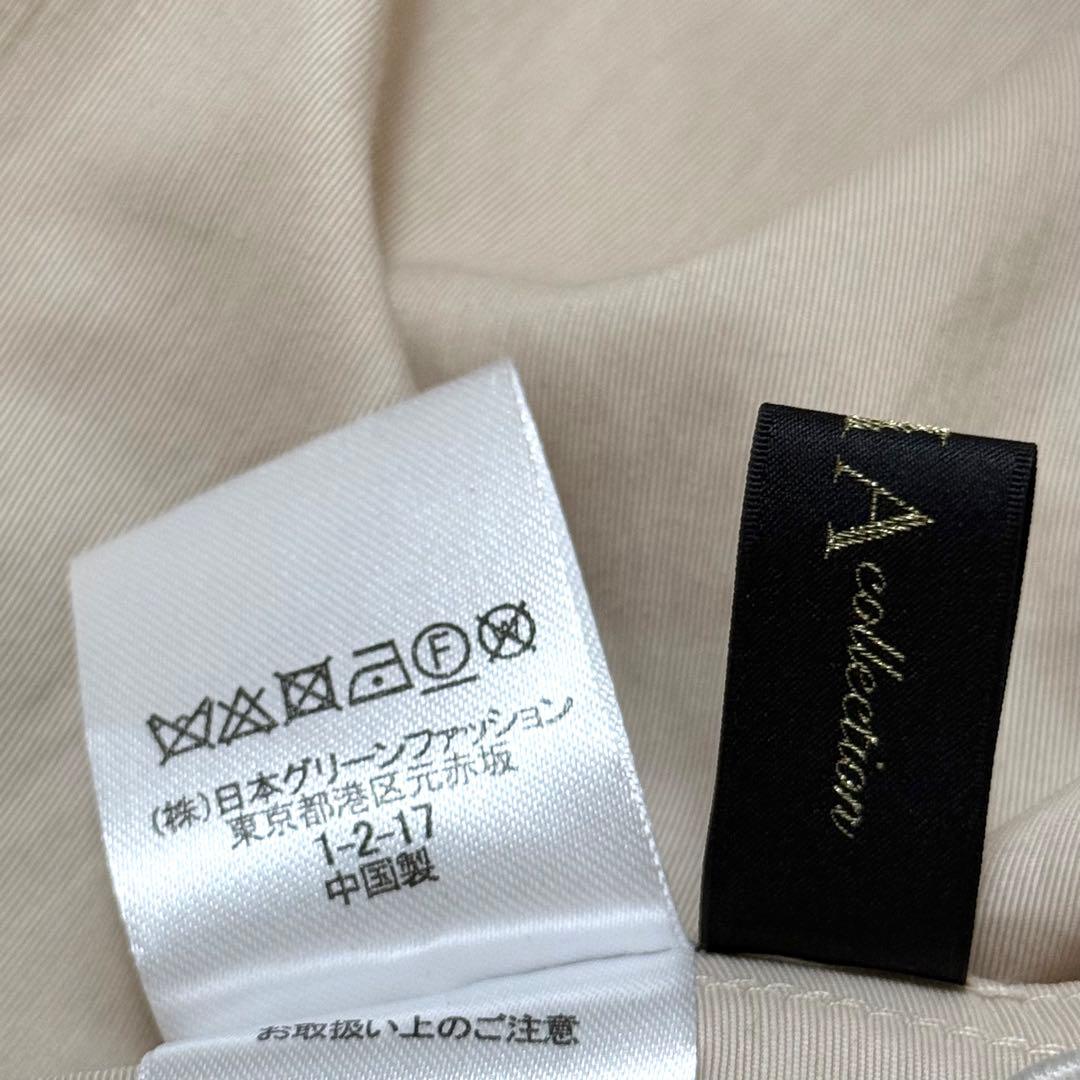 F W
(株)日本グリーンファッション
東京都港区元赤坂
1-2-17
中国製
お取扱い上のご注意
A collection